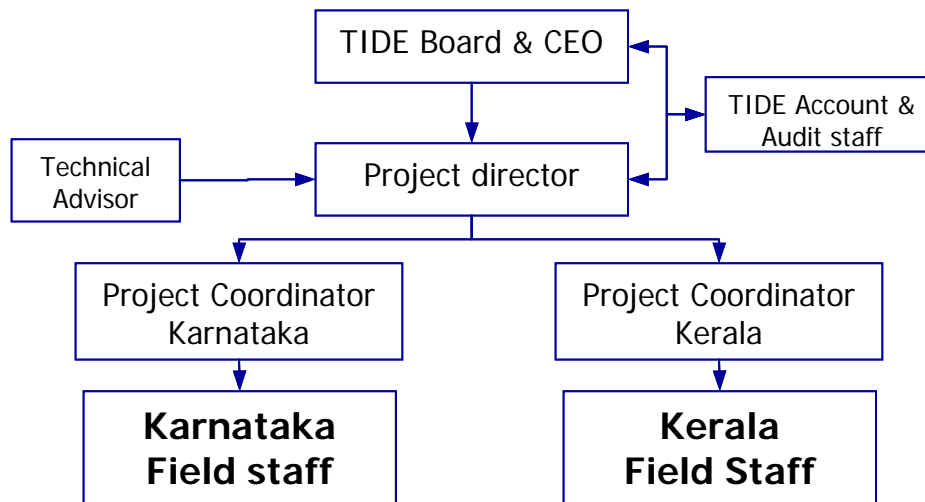 TIDE Board & CEO
TIDE Account &
Audit staff
Technical
Advisor
Project director
Project Coordinator
Karnataka
Project Coordinator
Kerala
Karnataka
Field staff
Kerala
Field Staff